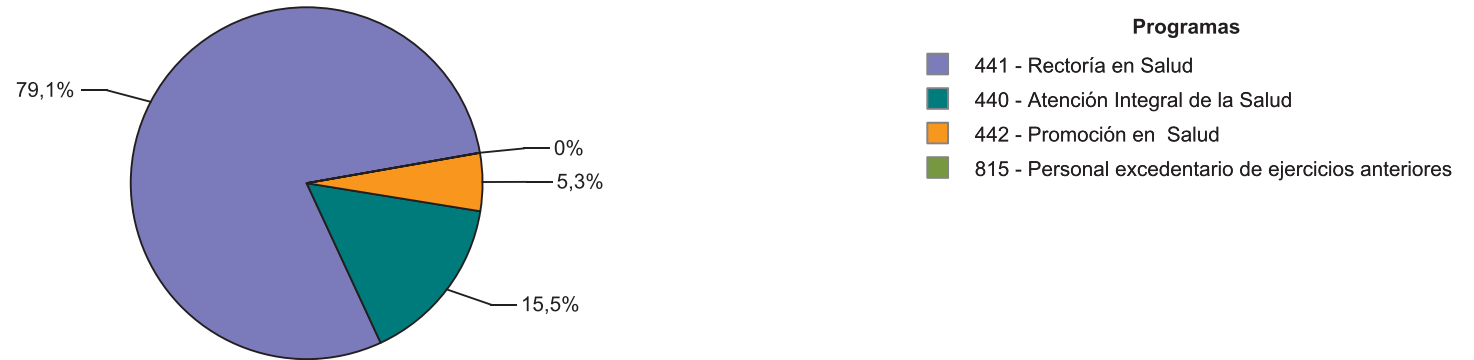 79,1%
0%
5,3%
15,5%
Programas
441 - Rectoría en Salud
440 - Atención Integral de la Salud
442 - Promoción en  Salud
815 - Personal excedentario de ejercicios anteriores